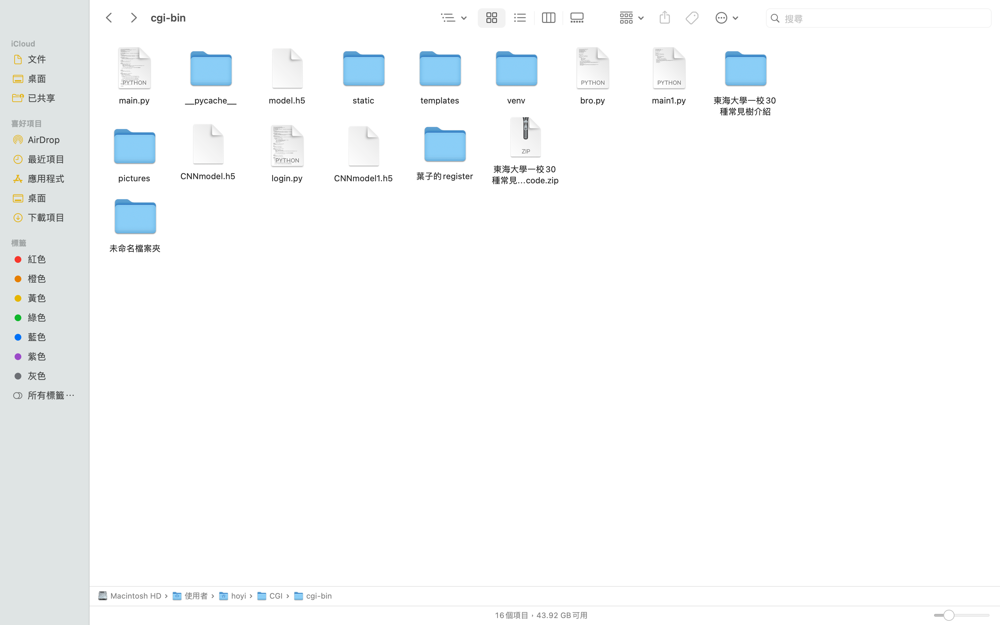 cgi-bin
搜尋
iCloud
文件
桌面
已共享
喜好項目
AirDrop
最近項目
應用程式
桌面
下載項目
標籤
紅色
橙色
黃色
綠色
藍色
紫色
灰色
所有標籤⋯
PYTHON
main.py
__pycache__
model.h5
static
templates
venv
PYTHON
bro.py
PYTHON
main1.py
東海大學一校30
種常見樹介紹
pictures
CNNmodel.h5
PYTHON
login.py
CNNmodel1.h5
葉子的register
ZIP
東海大學一校30
種常見...code.zip
未命名檔案夾
Macintosh HD › 使用者 › hoyi › CGI › cgi-bin
16個項目，43.92 GB可用